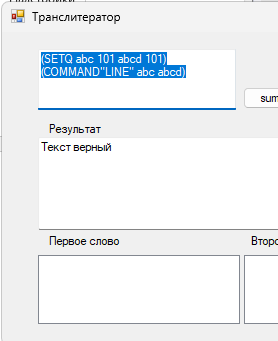 Транслитератор
(SETQ abc 101 abcd 101)
(COMMAND"LINE" abc abcd)
sum
Результат
Текст верный
Первое слово
Второ